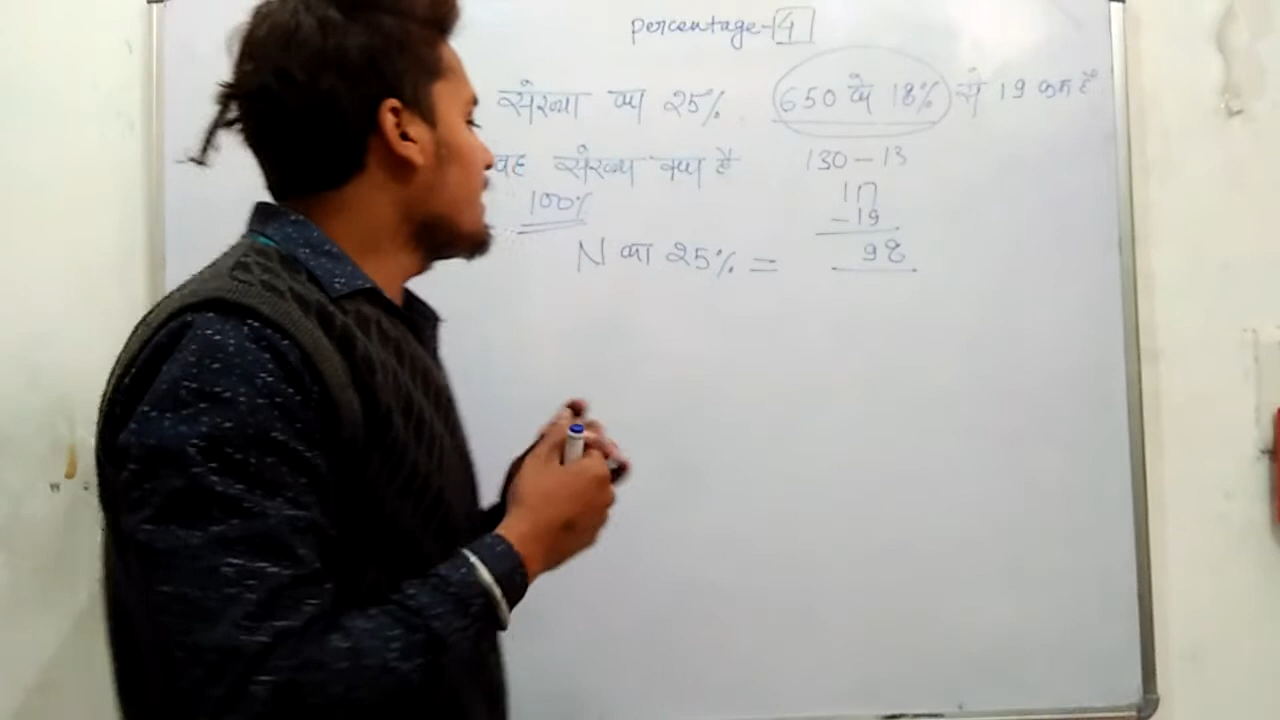 percentage-4
संख्या का 25% 650 के 18% से 19 कम है
वह संख्या क्या है 130-13
100% 117
-19
N का 25% = 98